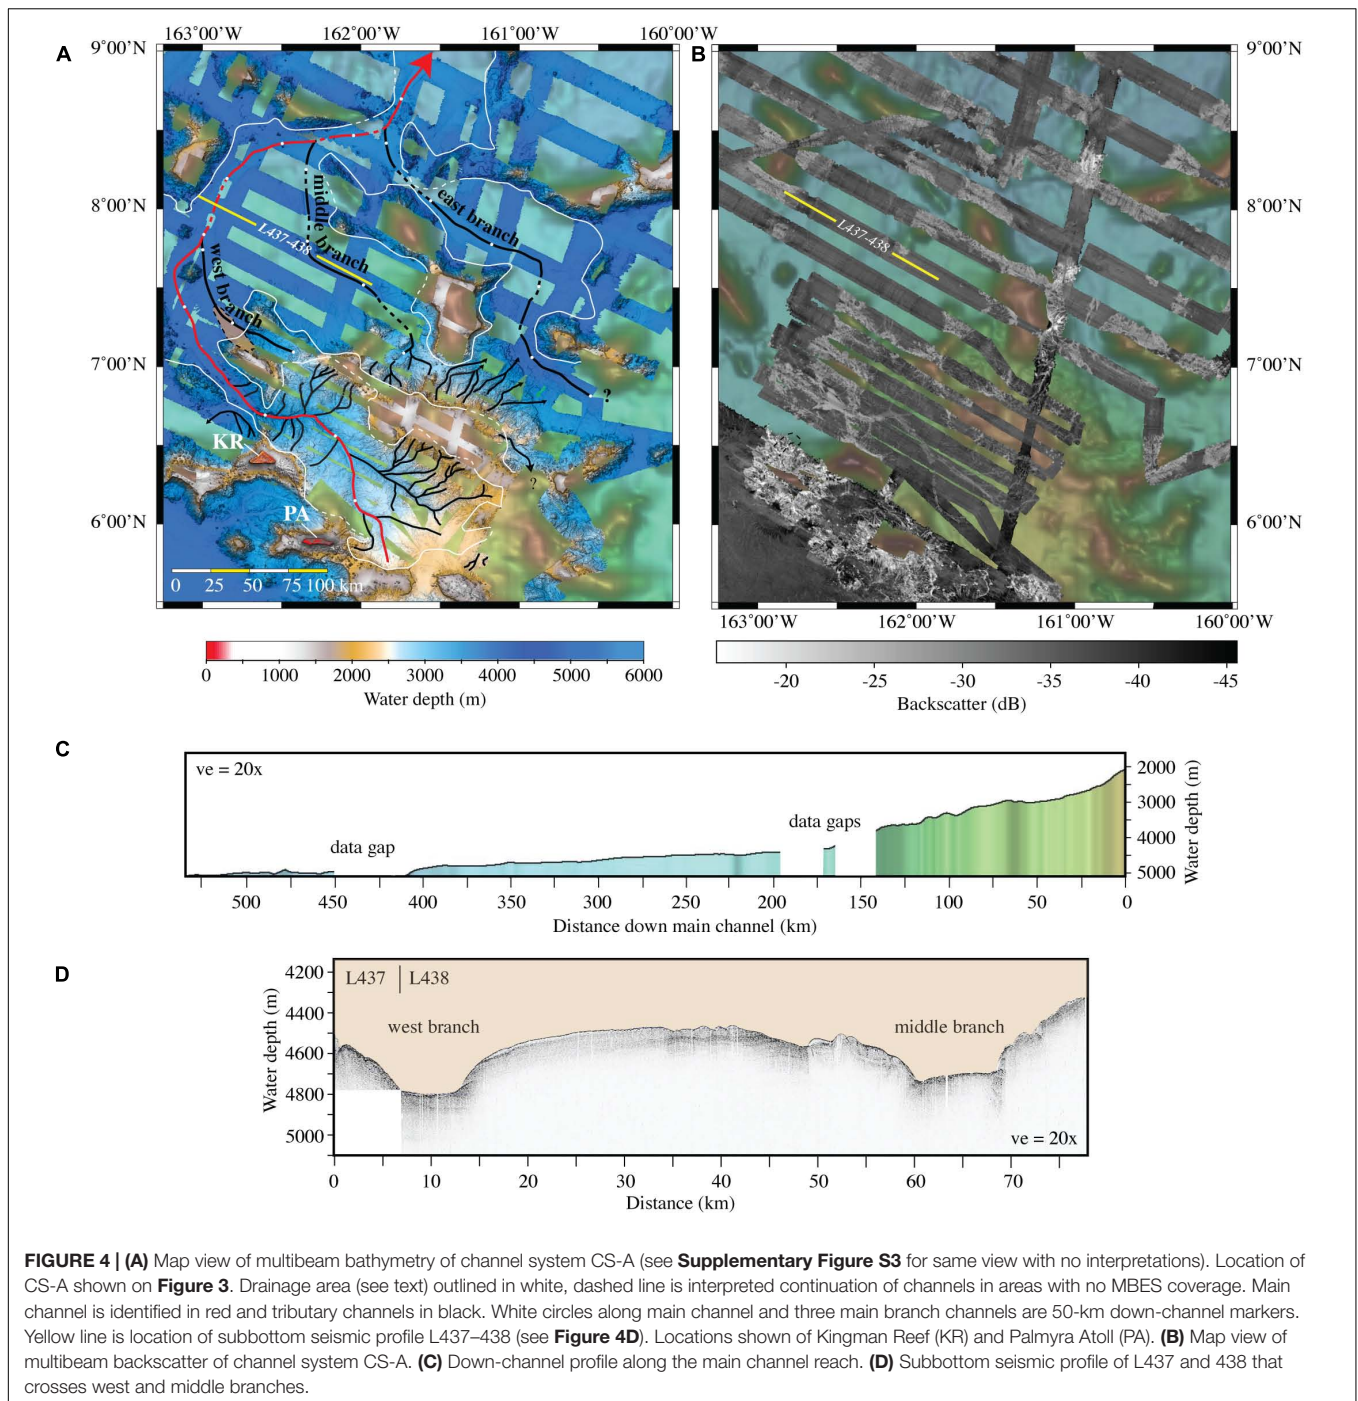 A
163°00'W 162°00'W 161°00'W 160°00'W
9°00'N
8°00'N
7°00'N
6°00'N
middle branch
east branch
L437-438
west branch
?
KR
?
PA
0 25 50 75 100 km
0 1000 2000 3000 4000 5000 6000
Water depth (m)
B
9°00'N
8°00'N
7°00'N
6°00'N
L437-438
163°00'W 162°00'W 161°00'W 160°00'W
-20 -25 -30 -35 -40 -45
Backscatter (dB)
C
ve = 20x
data gap
data gaps
2000
3000
4000
5000
Water depth (m)
500 450 400 350 300 250 200 150 100 50 0
Distance down main channel (km)
D
L437 L438
west branch
middle branch
4200
4400
4600
4800
5000
Water depth (m)
ve = 20x
0 10 20 30 40 50 60 70
Distance (km)
FIGURE 4 | (A) Map view of multibeam bathymetry of channel system CS-A (see Supplementary Figure S3 for same view with no interpretations). Location of
CS-A shown on Figure 3. Drainage area (see text) outlined in white, dashed line is interpreted continuation of channels in areas with no MBES coverage. Main
channel is identified in red and tributary channels in black. White circles along main channel and three main branch channels are 50-km down-channel markers.
Yellow line is location of subbottom seismic profile L437–438 (see Figure 4D). Locations shown of Kingman Reef (KR) and Palmyra Atoll (PA). (B) Map view of
multibeam backscatter of channel system CS-A. (C) Down-channel profile along the main channel reach. (D) Subbottom seismic profile of L437 and 438 that
crosses west and middle branches.